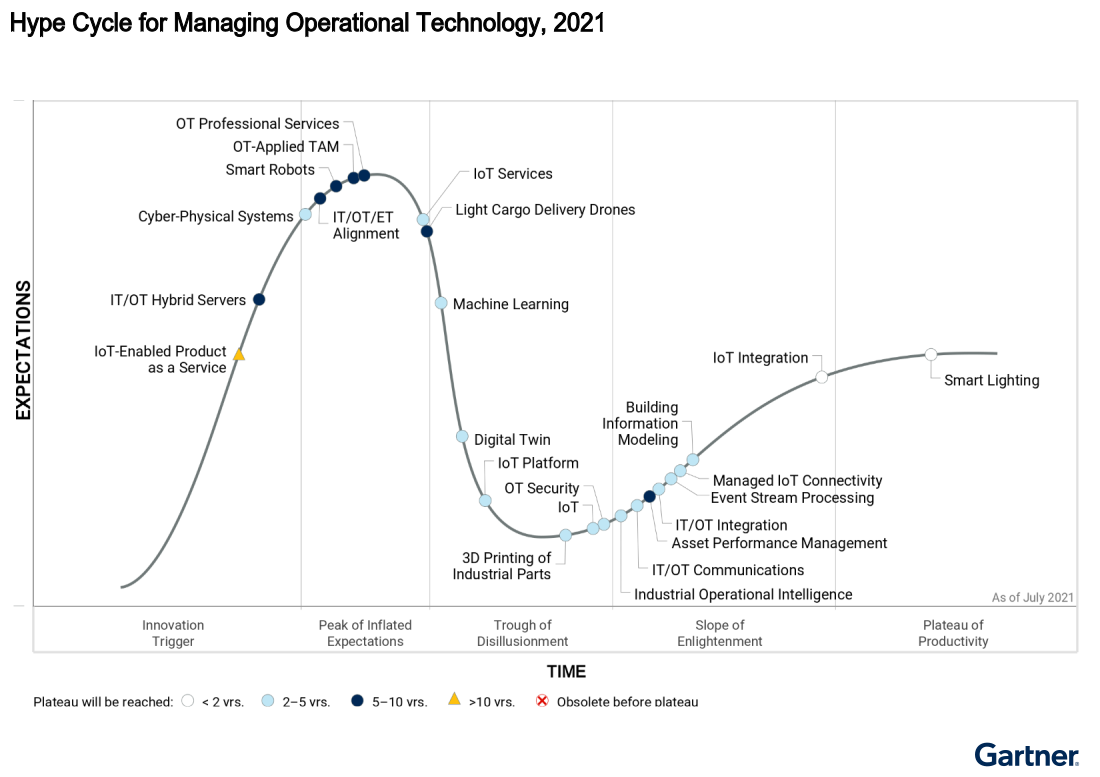 Hype Cycle for Managing Operational Technology, 2021
OT Professional Services
OT-Applied TAM
Smart Robots
IoT Services
Light Cargo Delivery Drones
Cyber-Physical Systems
IT/OT/ET
Alignment
IT/OT Hybrid Servers
Machine Learning
IoT-Enabled Product
as a Service
IoT Integration
Smart Lighting
Building
Information
Modeling
Digital Twin
IoT Platform
Managed IoT Connectivity
OT Security
Event Stream Processing
IoT
IT/OT Integration
Asset Performance Management
3D Printing of
Industrial Parts
IT/OT Communications
Industrial Operational Intelligence
As of July 2021
EXPECTATIONS
Innovation
Trigger
Peak of Inflated
Expectations
Trough of
Disillusionment
Slope of
Enlightenment
Plateau of
Productivity
TIME
Plateau will be reached: < 2 yrs. 2–5 yrs. 5–10 yrs. >10 yrs. Obsolete before plateau
Gartner